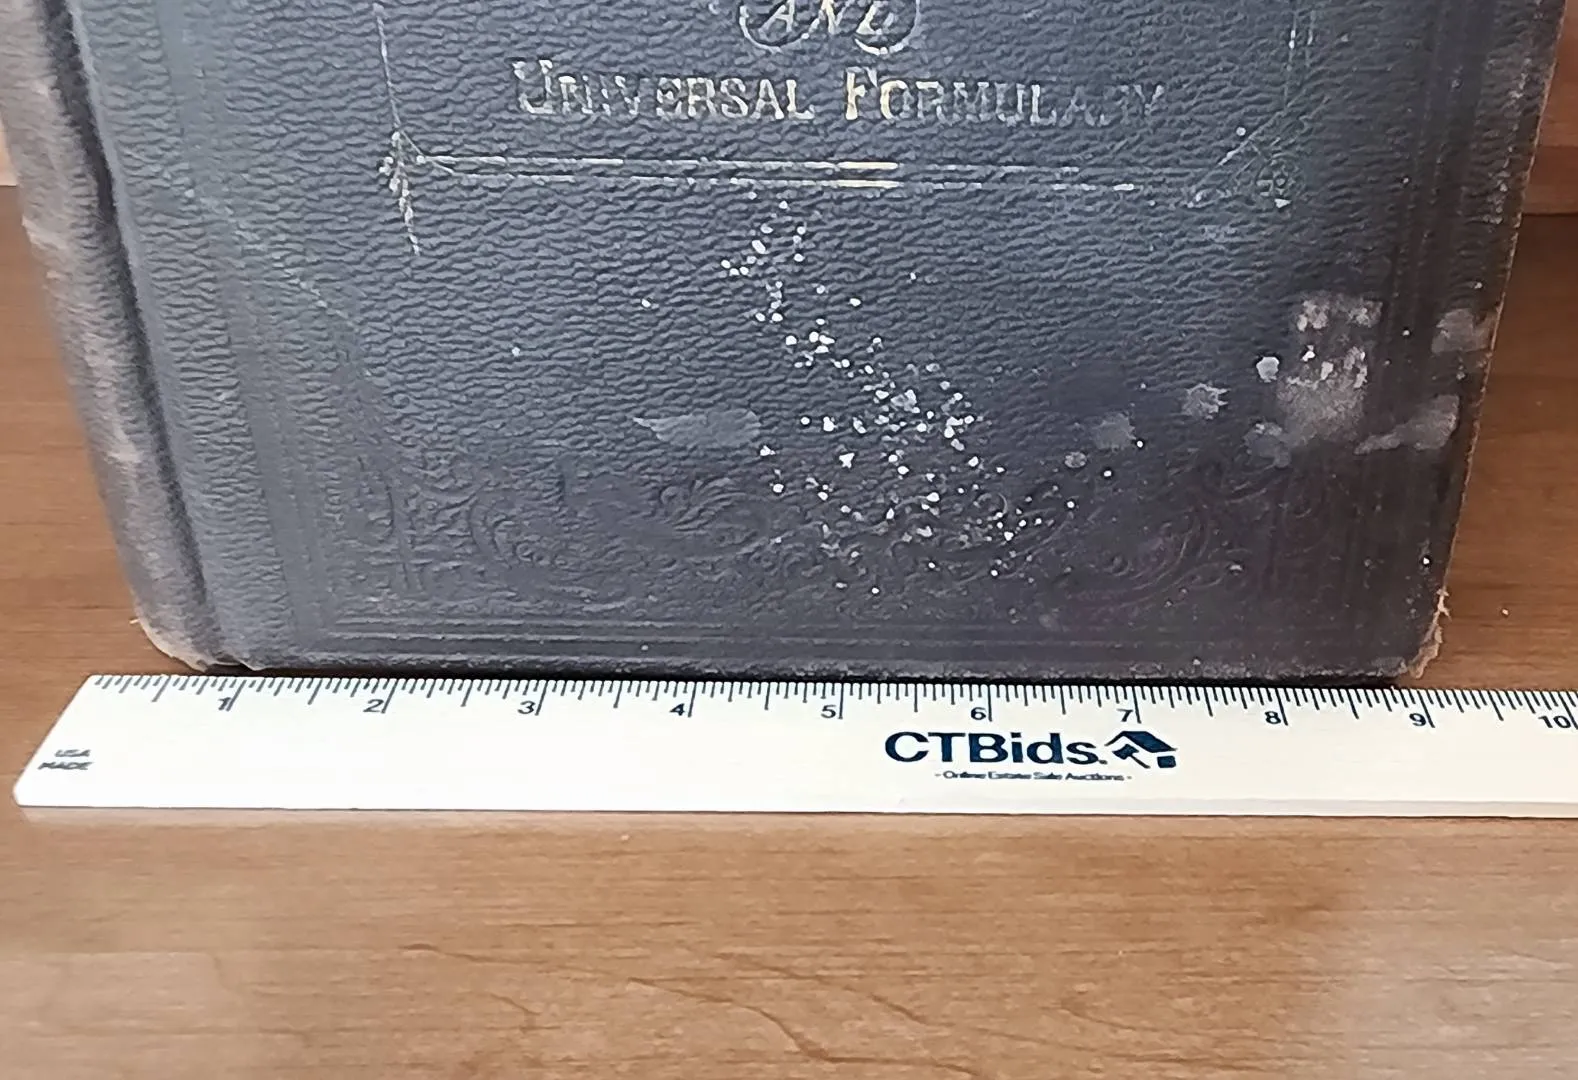 AND
UNIVERSAL FORMULARY
1 2 3 4 5 6 7 8 9 10
CTBids.
- Online Estate Sale Auctions -
USA
MADE